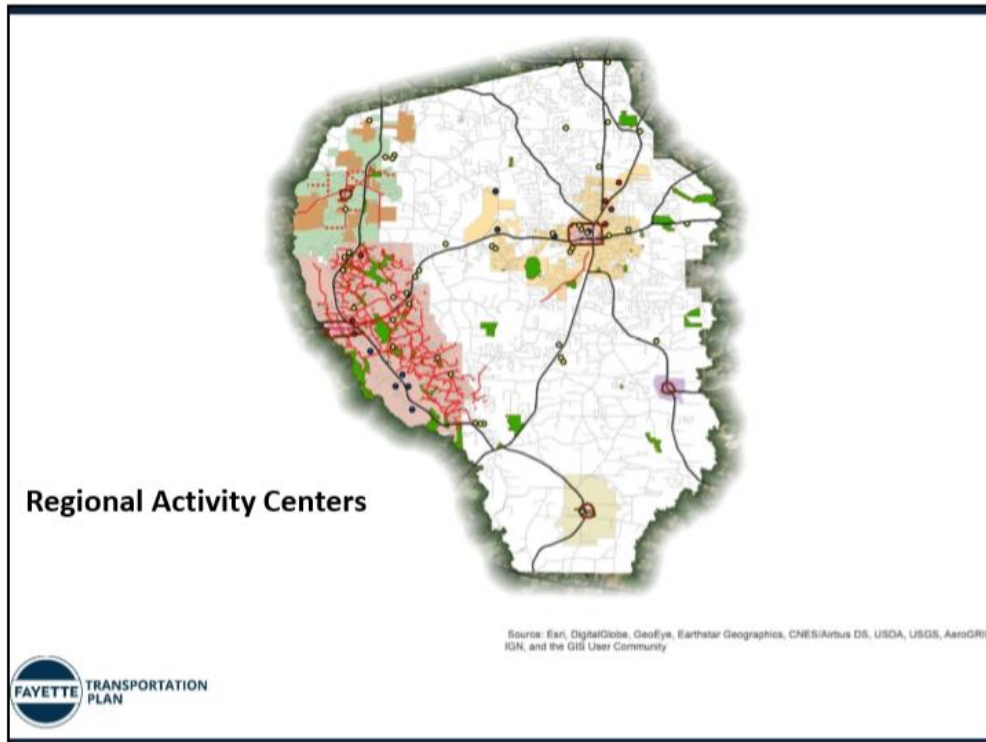 Regional Activity Centers
Source: Esri, DigitalGlobe, GeoEye, Earthstar Geographics, CNES/Airbus DS, USDA, USGS, AeroGRI
IGN, and the GIS User Community
FAYETTE TRANSPORTATION
PLAN